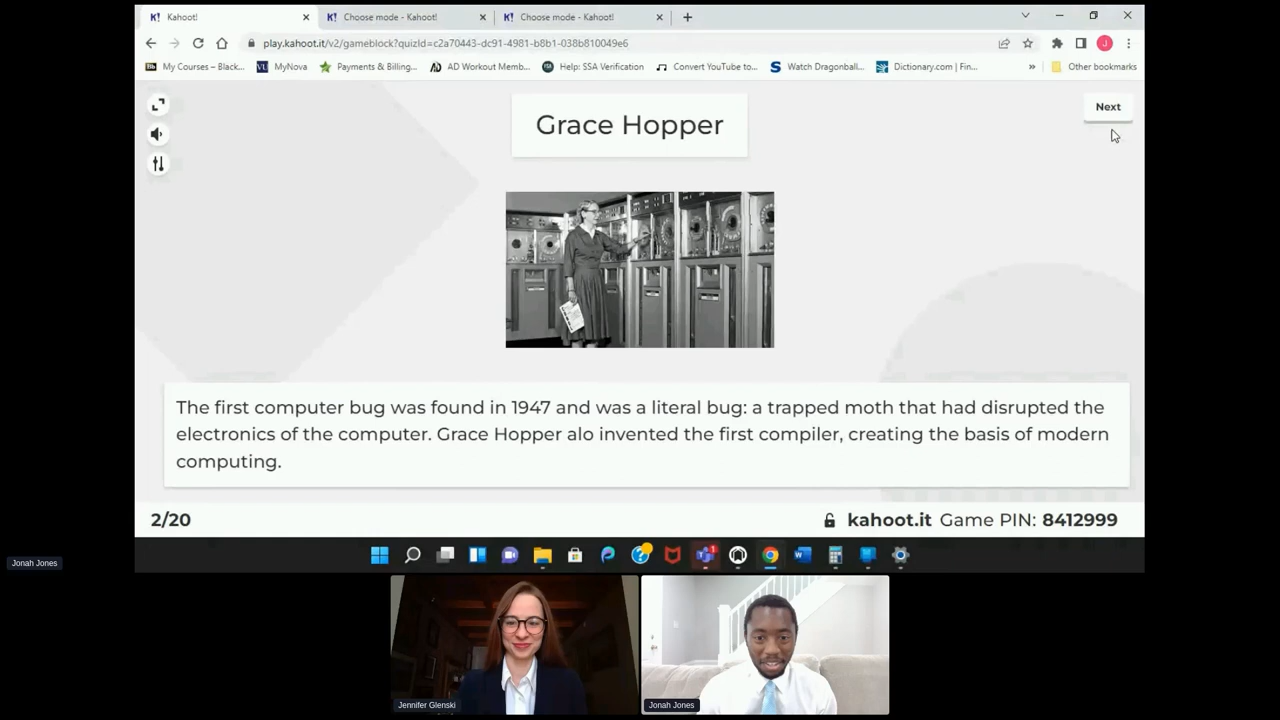 Kahoot!
Choose mode - Kahoot!
Choose mode - Kahoot!
play.kahoot.it/v2/gameblock?quizId=c2a70443-dc91-4981-b8b1-038b810049e6
J
Bb My Courses – Black...
VU MyNova
Payments & Billing...
AD Workout Memb...
Help: SSA Verification
Convert YouTube to...
Watch Dragonball...
Dictionary.com | Fin...
»
Other bookmarks
Grace Hopper
Next
The first computer bug was found in 1947 and was a literal bug: a trapped moth that had disrupted the
electronics of the computer. Grace Hopper alo invented the first compiler, creating the basis of modern
computing.
2/20
kahoot.it Game PIN: 8412999
Jonah Jones
Jennifer Glenski
Jonah Jones